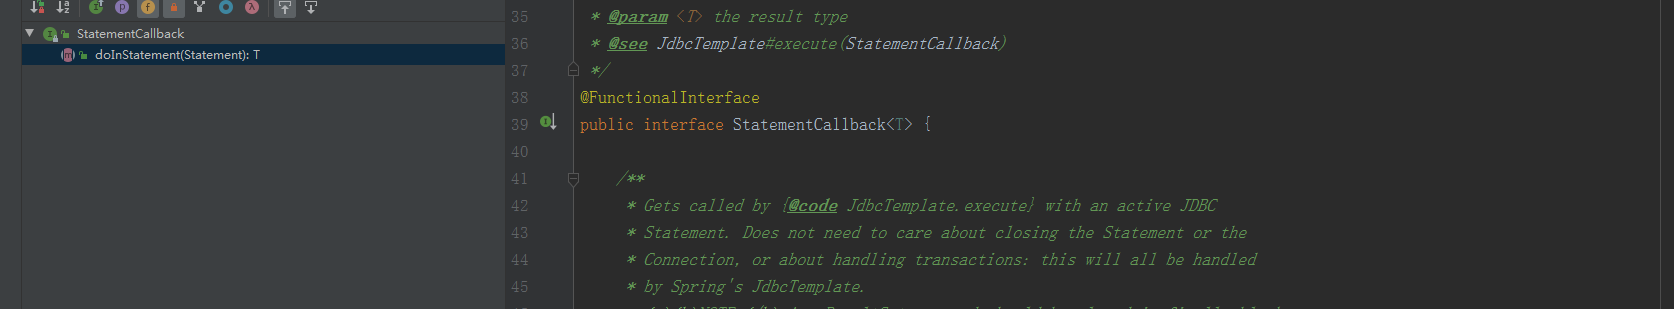 StatementCallback
doInStatement(Statement): T
35 * @param <T> the result type
36 * @see JdbcTemplate#execute(StatementCallback)
37 */
38 @FunctionalInterface
39 public interface StatementCallback<T> {
40
41 /**
42 * Gets called by {@code JdbcTemplate.execute} with an active JDBC
43 * Statement. Does not need to care about closing the Statement or the
44 * Connection, or about handling transactions: this will all be handled
45 * by Spring's JdbcTemplate.